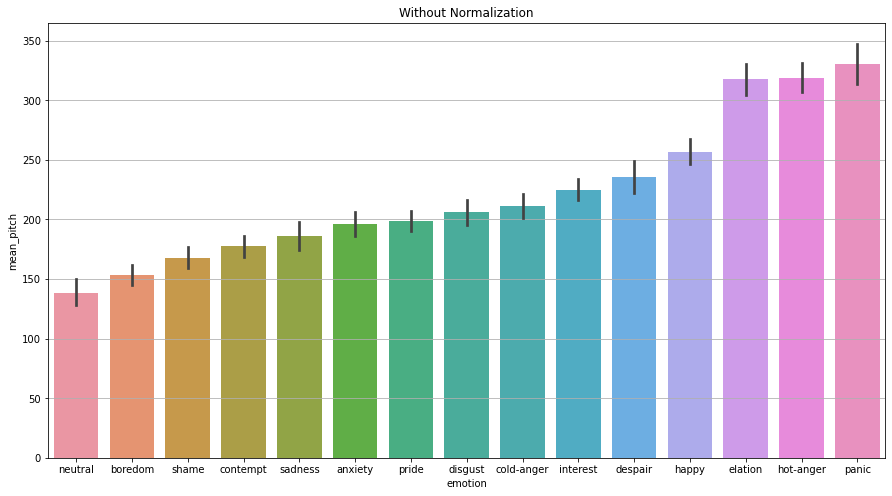 Without Normalization
mean_pitch
350
300
250
200
150
100
50
0
neutral boredom shame contempt sadness anxiety pride disgust cold-anger interest despair happy elation hot-anger panic
emotion